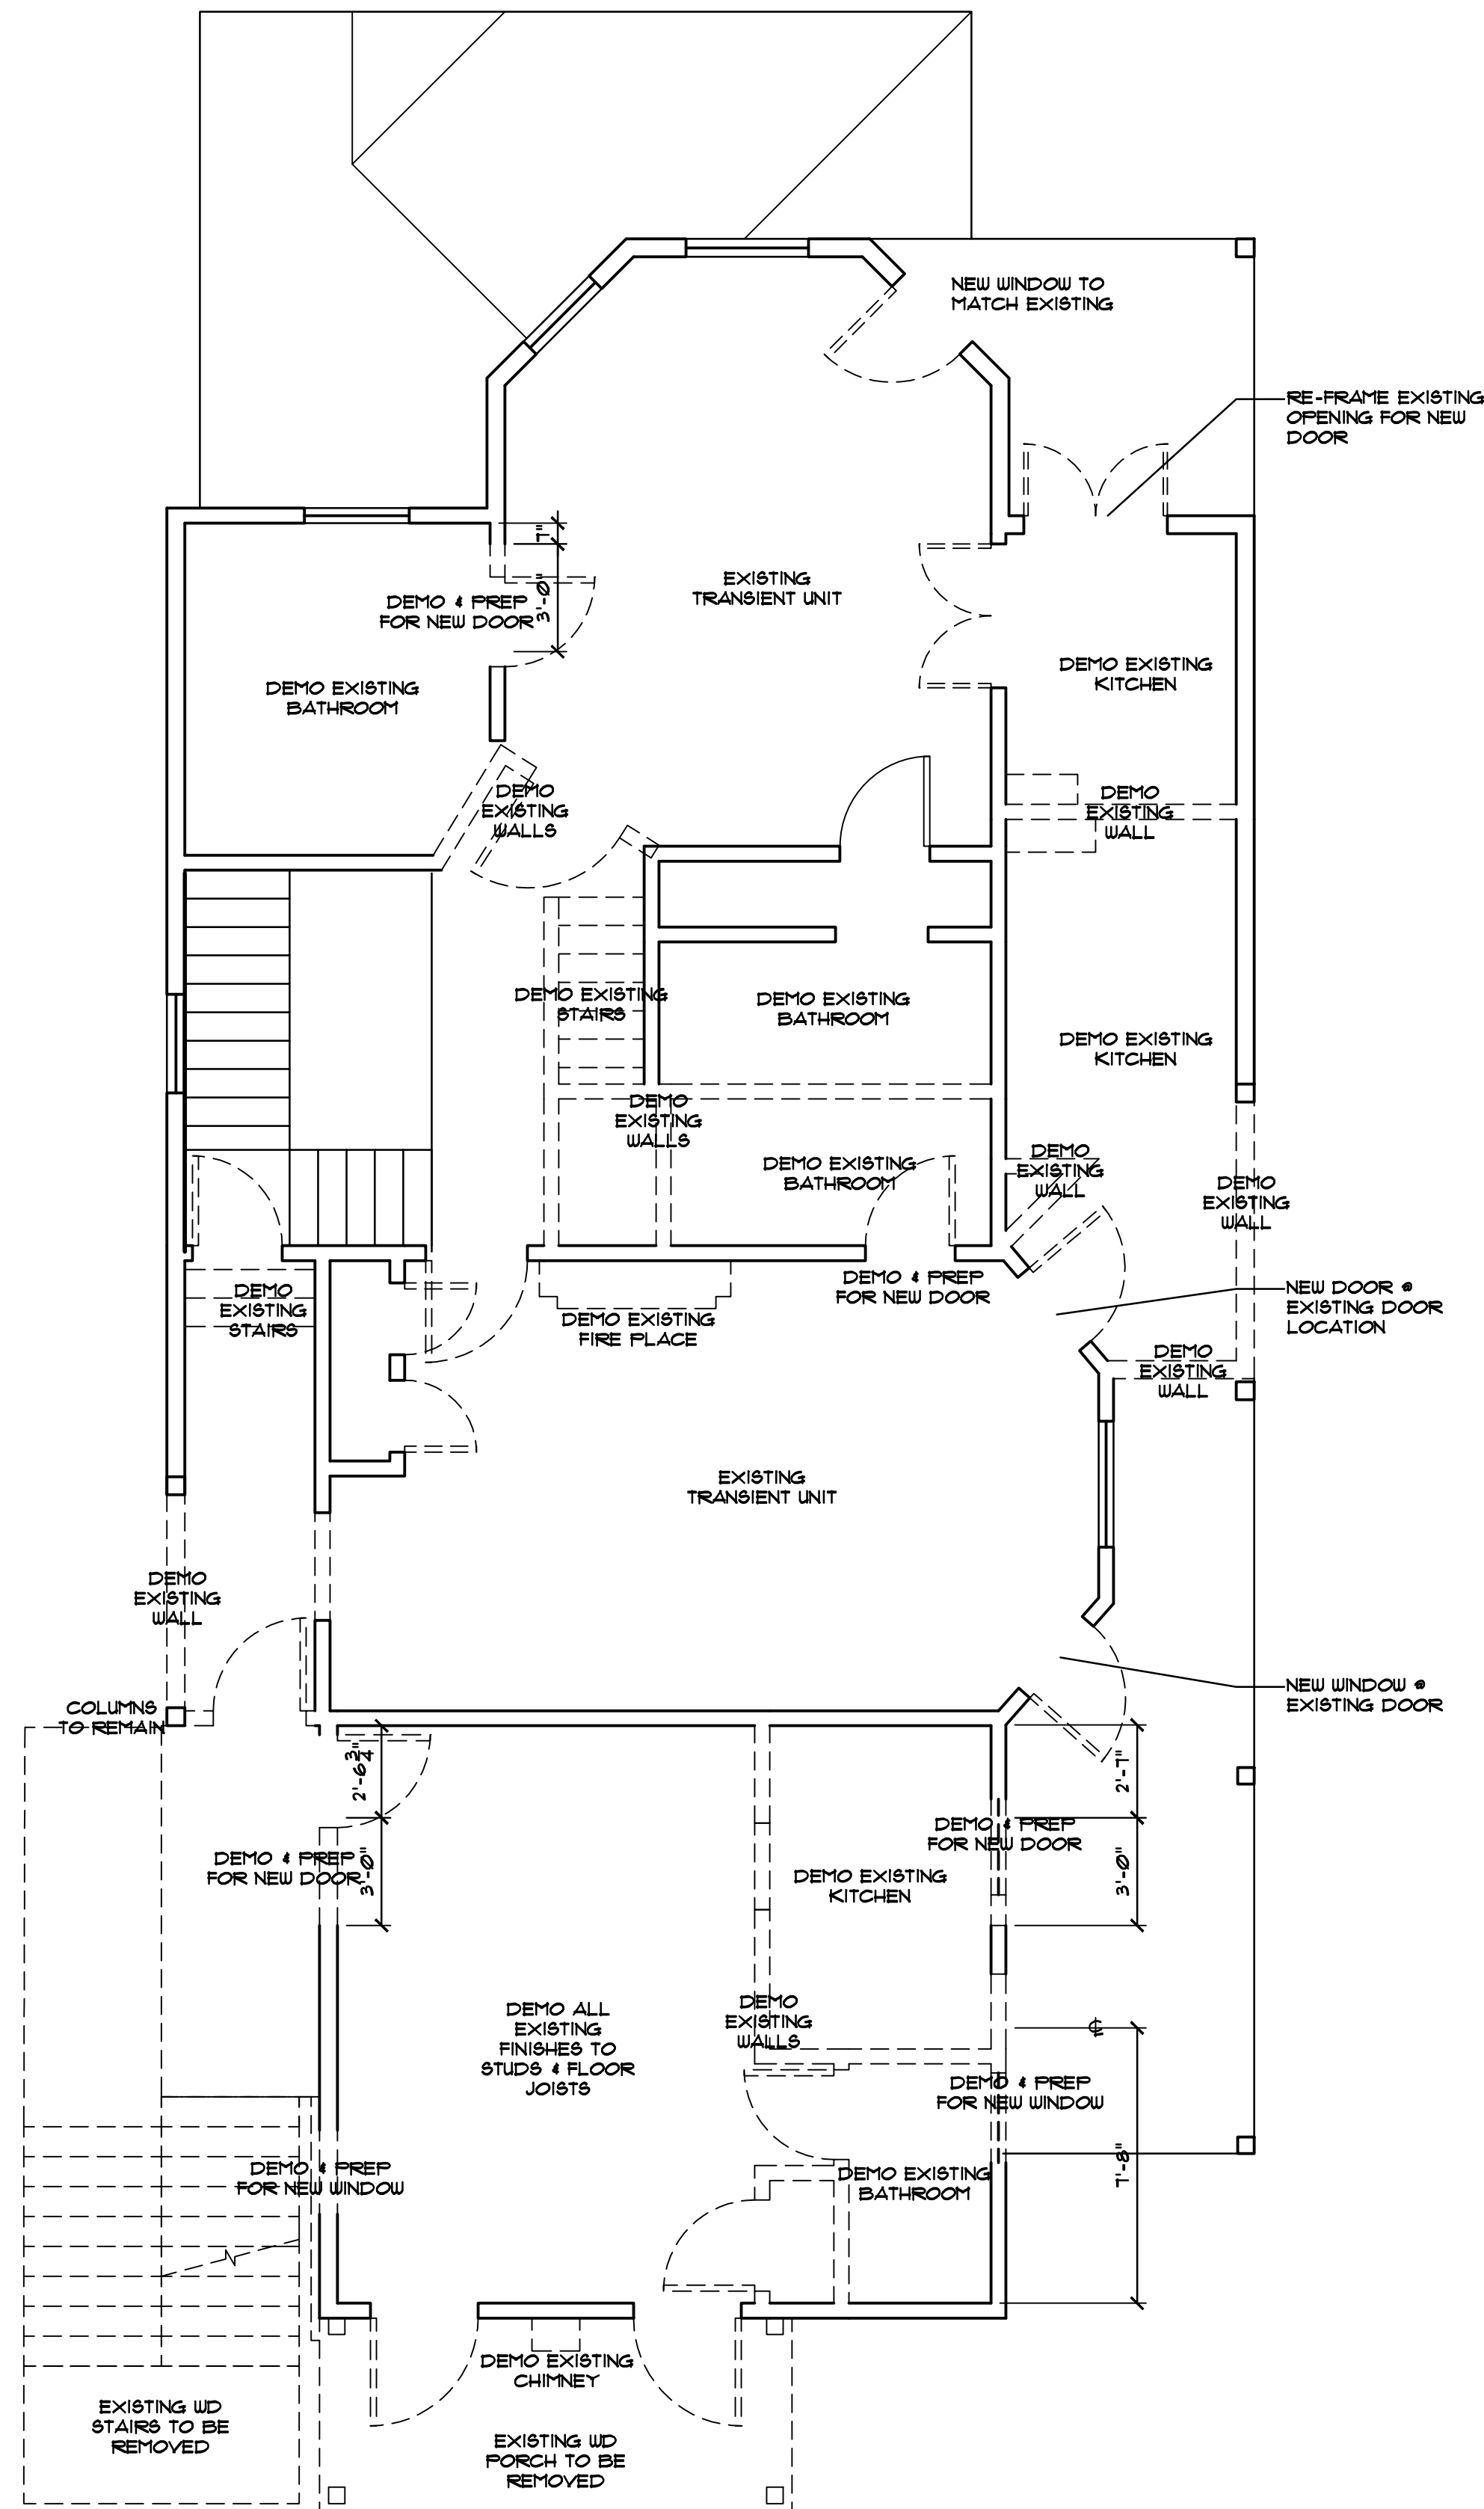 NEW WINDOW TO
MATCH EXISTING
RE-FRAME EXISTING
OPENING FOR NEW
DOOR
7"
3'-0"
DEMO & PREP
FOR NEW DOOR
EXISTING
TRANSIENT UNIT
DEMO EXISTING
BATHROOM
DEMO EXISTING
KITCHEN
DEMO
EXISTING
WALLS
DEMO
EXISTING
WALL
DEMO EXISTING
STAIRS
DEMO EXISTING
BATHROOM
DEMO EXISTING
KITCHEN
DEMO
EXISTING
WALLS
DEMO EXISTING
BATHROOM
DEMO
EXISTING
WALL
DEMO
EXISTING
WALL
DEMO
EXISTING
STAIRS
DEMO EXISTING
FIRE PLACE
DEMO & PREP
FOR NEW DOOR
NEW DOOR @
EXISTING DOOR
LOCATION
DEMO
EXISTING
WALL
EXISTING
TRANSIENT UNIT
DEMO
EXISTING
WALL
COLUMNS
TO REMAIN
NEW WINDOW @
EXISTING DOOR
2'-6 3/4"
2'-7"
DEMO & PREP
FOR NEW DOOR
3'-0"
DEMO EXISTING
KITCHEN
DEMO & PREP
FOR NEW DOOR
3'-0"
DEMO ALL
EXISTING
FINISHES TO
STUDS & FLOOR
JOISTS
DEMO
EXISTING
WALLS
℄
DEMO & PREP
FOR NEW WINDOW
DEMO & PREP
FOR NEW WINDOW
DEMO EXISTING
BATHROOM
7'-8"
DEMO EXISTING
CHIMNEY
EXISTING WD
STAIRS TO BE
REMOVED
EXISTING WD
PORCH TO BE
REMOVED